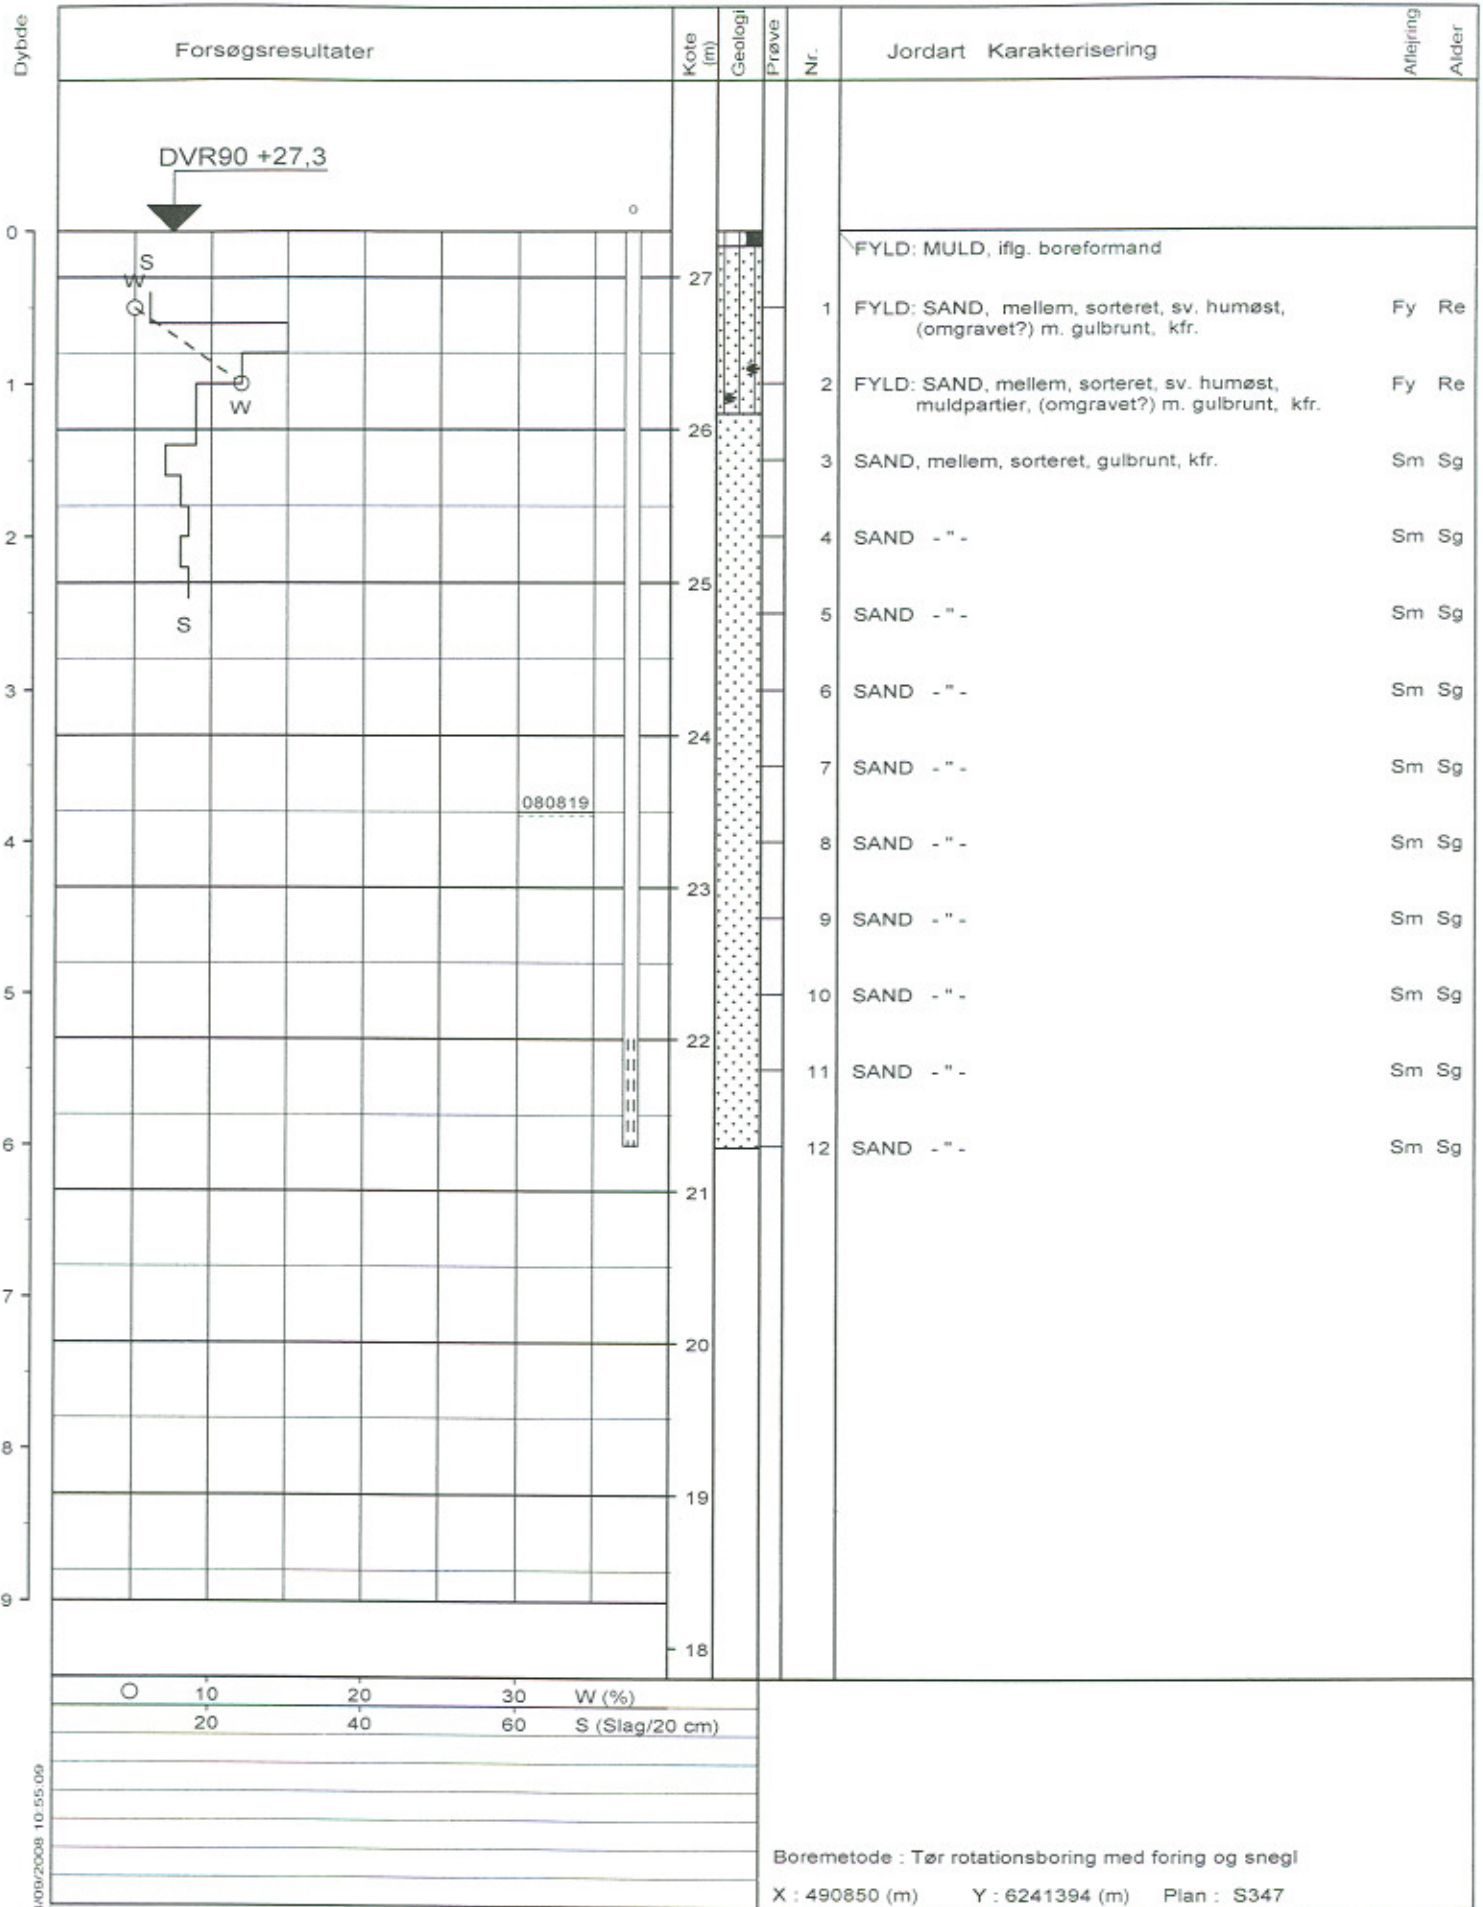 Dybde Forsøgsresultater Kote (m) Geologi Prøve Nr. Jordart Karakterisering Aflejring Alder
DVR90 +27,3
0
FYLD: MULD, iflg. boreformand
S
W
27
1 FYLD: SAND, mellem, sorteret, sv. humøst, Fy Re
(omgravet?) m. gulbrunt, kfr.
1 2 FYLD: SAND, mellem, sorteret, sv. humøst, Fy Re
W muldpartier, (omgravet?) m. gulbrunt, kfr.
26
3 SAND, mellem, sorteret, gulbrunt, kfr. Sm Sg
2 4 SAND - " - Sm Sg
25
5 SAND - " - Sm Sg
S
3 6 SAND - " - Sm Sg
24
7 SAND - " - Sm Sg
080819
4 8 SAND - " - Sm Sg
23
9 SAND - " - Sm Sg
5 10 SAND - " - Sm Sg
22
11 SAND - " - Sm Sg
6 12 SAND - " - Sm Sg
21
7
20
8
19
9
18
10 20 30 W (%)
20 40 60 S (Slag/20 cm)
/09/2008 10:55:09
Boremetode : Tør rotationsboring med foring og snegl
X : 490850 (m) Y : 6241394 (m) Plan : S347